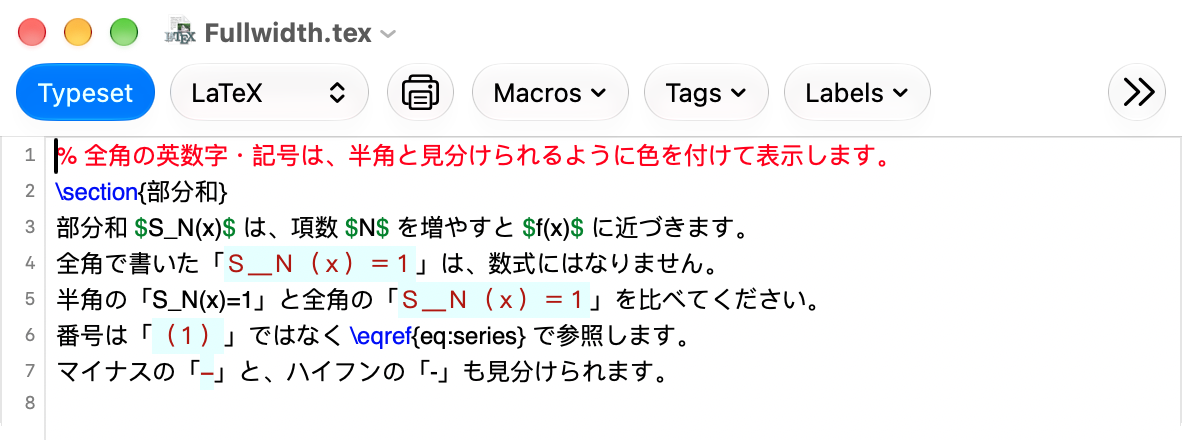 Fullwidth.tex
Typeset LaTeX Macros Tags Labels
1 % 全角の英数字・記号は、半角と見分けられるように色を付けて表示します。
2 \section{部分和}
3 部分和 $S_N(x)$ は、項数 $N$ を増やすと $f(x)$ に近づきます。
4 全角で書いた「Ｓ＿Ｎ（ｘ）＝１」は、数式にはなりません。
5 半角の「S_N(x)=1」と全角の「Ｓ＿Ｎ（ｘ）＝１」を比べてください。
6 番号は「（１）」ではなく \eqref{eq:series} で参照します。
7 マイナスの「−」と、ハイフンの「-」も見分けられます。
8